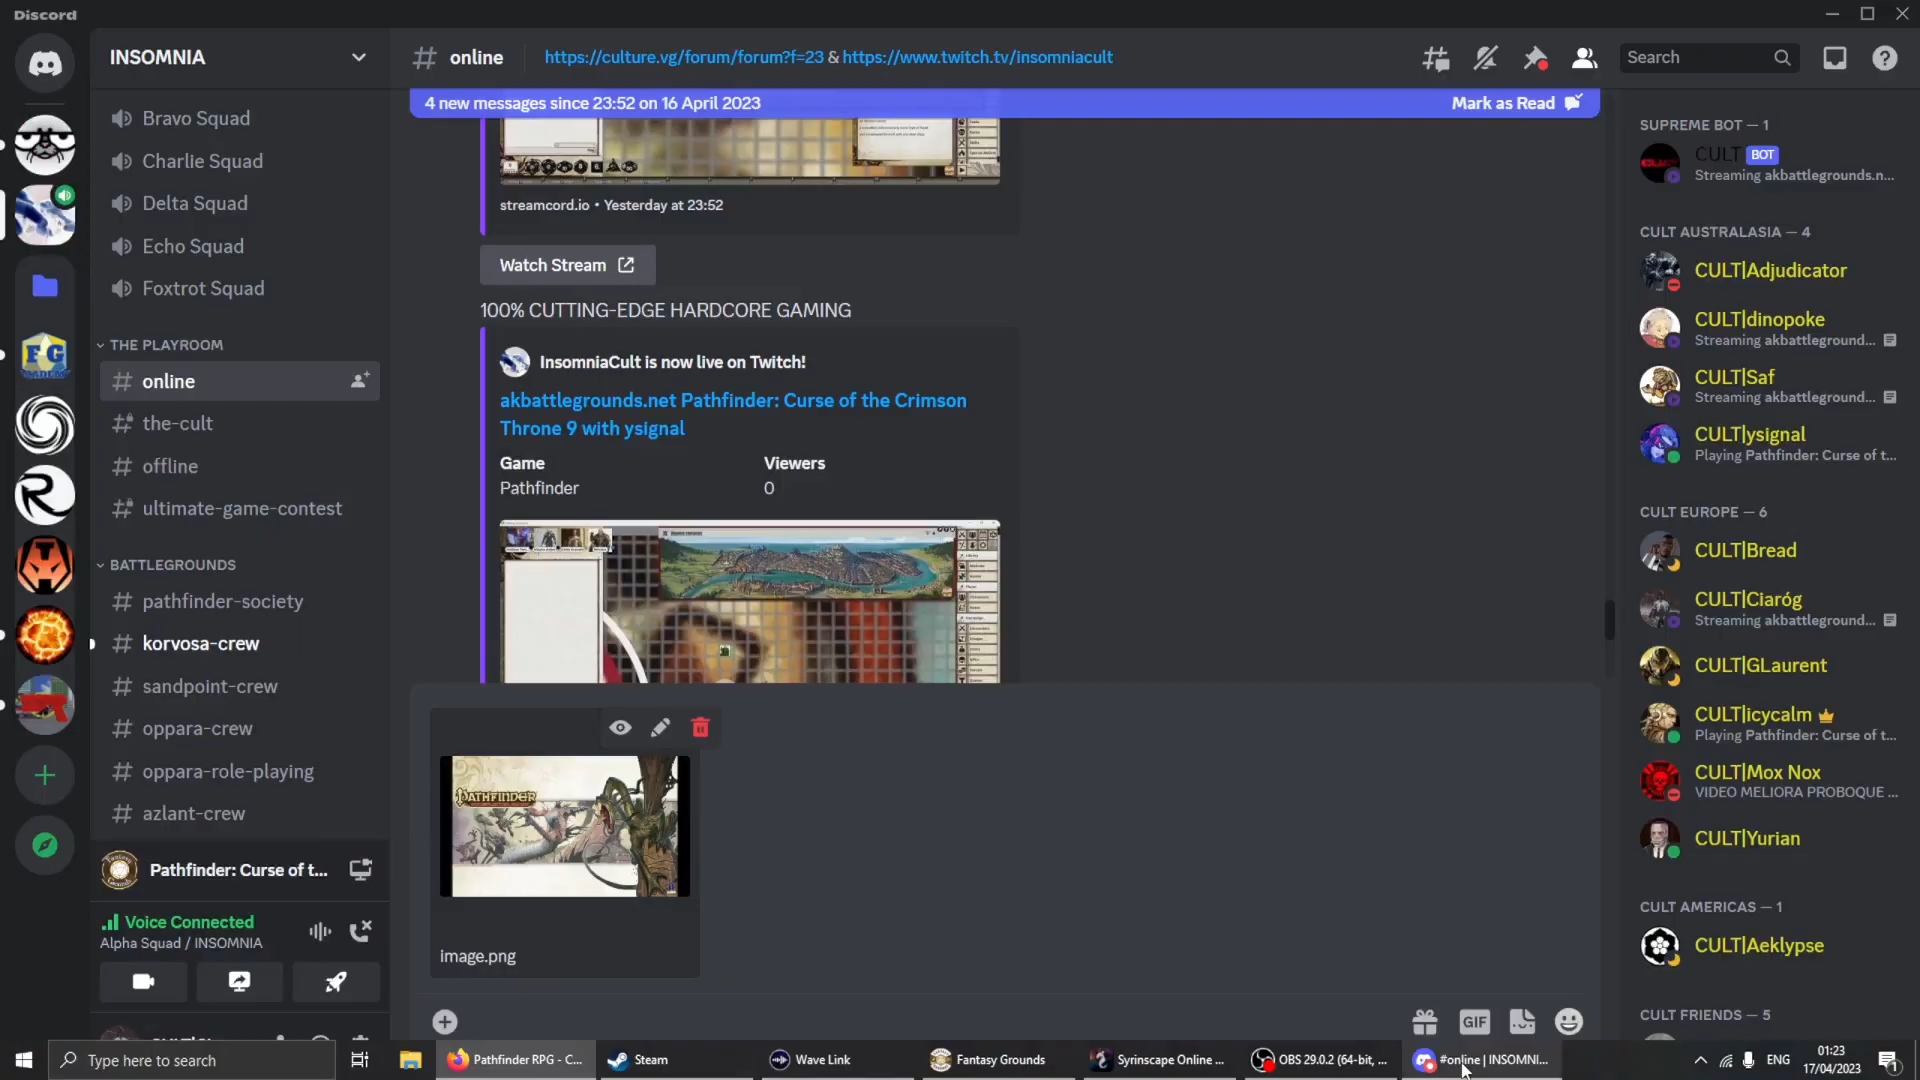 Discord
INSOMNIA
online
https://culture.vg/forum/forum?f=23 & https://www.twitch.tv/insomniacult
Search
4 new messages since 23:52 on 16 April 2023
Mark as Read
Bravo Squad
Charlie Squad
Delta Squad
Echo Squad
Foxtrot Squad
THE PLAYROOM
online
the-cult
offline
ultimate-game-contest
BATTLEGROUNDS
pathfinder-society
korvosa-crew
sandpoint-crew
oppara-crew
oppara-role-playing
azlant-crew
Pathfinder: Curse of t...
Voice Connected
Alpha Squad / INSOMNIA
streamcord.io • Yesterday at 23:52
Watch Stream
100% CUTTING-EDGE HARDCORE GAMING
InsomniaCult is now live on Twitch!
akbattlegrounds.net Pathfinder: Curse of the Crimson
Throne 9 with ysignal
Game
Viewers
Pathfinder
0
PATHFINDER
image.png
GIF
SUPREME BOT — 1
CULT BOT
Streaming akbattlegrounds.n...
CULT AUSTRALASIA — 4
CULT|Adjudicator
CULT|dinopoke
Streaming akbattleground...
CULT|Saf
Streaming akbattleground...
CULT|ysignal
Playing Pathfinder: Curse of t...
CULT EUROPE — 6
CULT|Bread
CULT|Ciaróg
Streaming akbattleground...
CULT|GLaurent
CULT|icycalm
Playing Pathfinder: Curse of t...
CULT|Mox Nox
VIDEO MELIORA PROBOQUE ...
CULT|Yurian
CULT AMERICAS — 1
CULT|Aeklypse
CULT FRIENDS — 5
Type here to search
Pathfinder RPG - C...
Steam
Wave Link
Fantasy Grounds
Syrinscape Online ...
OBS 29.0.2 (64-bit, ...
#online | INSOMNI...
ENG
01:23
17/04/2023
1